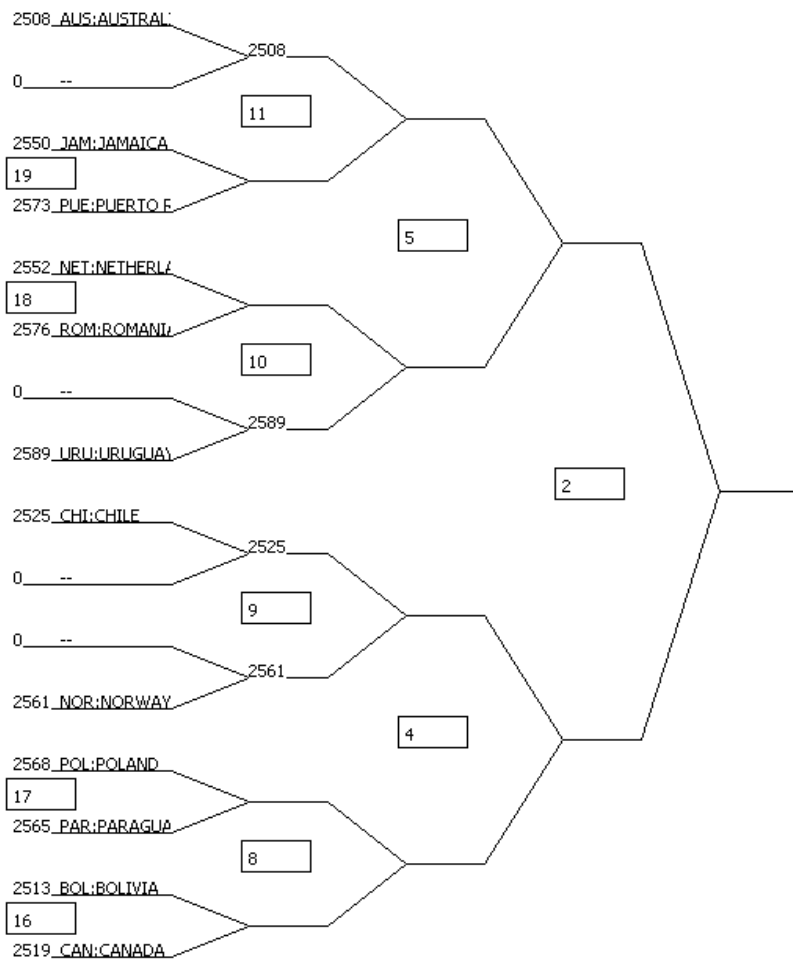 2508 AUS:AUSTRAL
2508
0 --
11
2550 JAM:JAMAICA
19
2573 PUE:PUERTO R
5
2552 NET:NETHERLA
18
2576 ROM:ROMANIA
10
0 --
2589
2589 URU:URUGUAY
2
2525 CHI:CHILE
2525
0 --
9
0 --
2561
2561 NOR:NORWAY
4
2568 POL:POLAND
17
2565 PAR:PARAGUA
8
2513 BOL:BOLIVIA
16
2519 CAN:CANADA